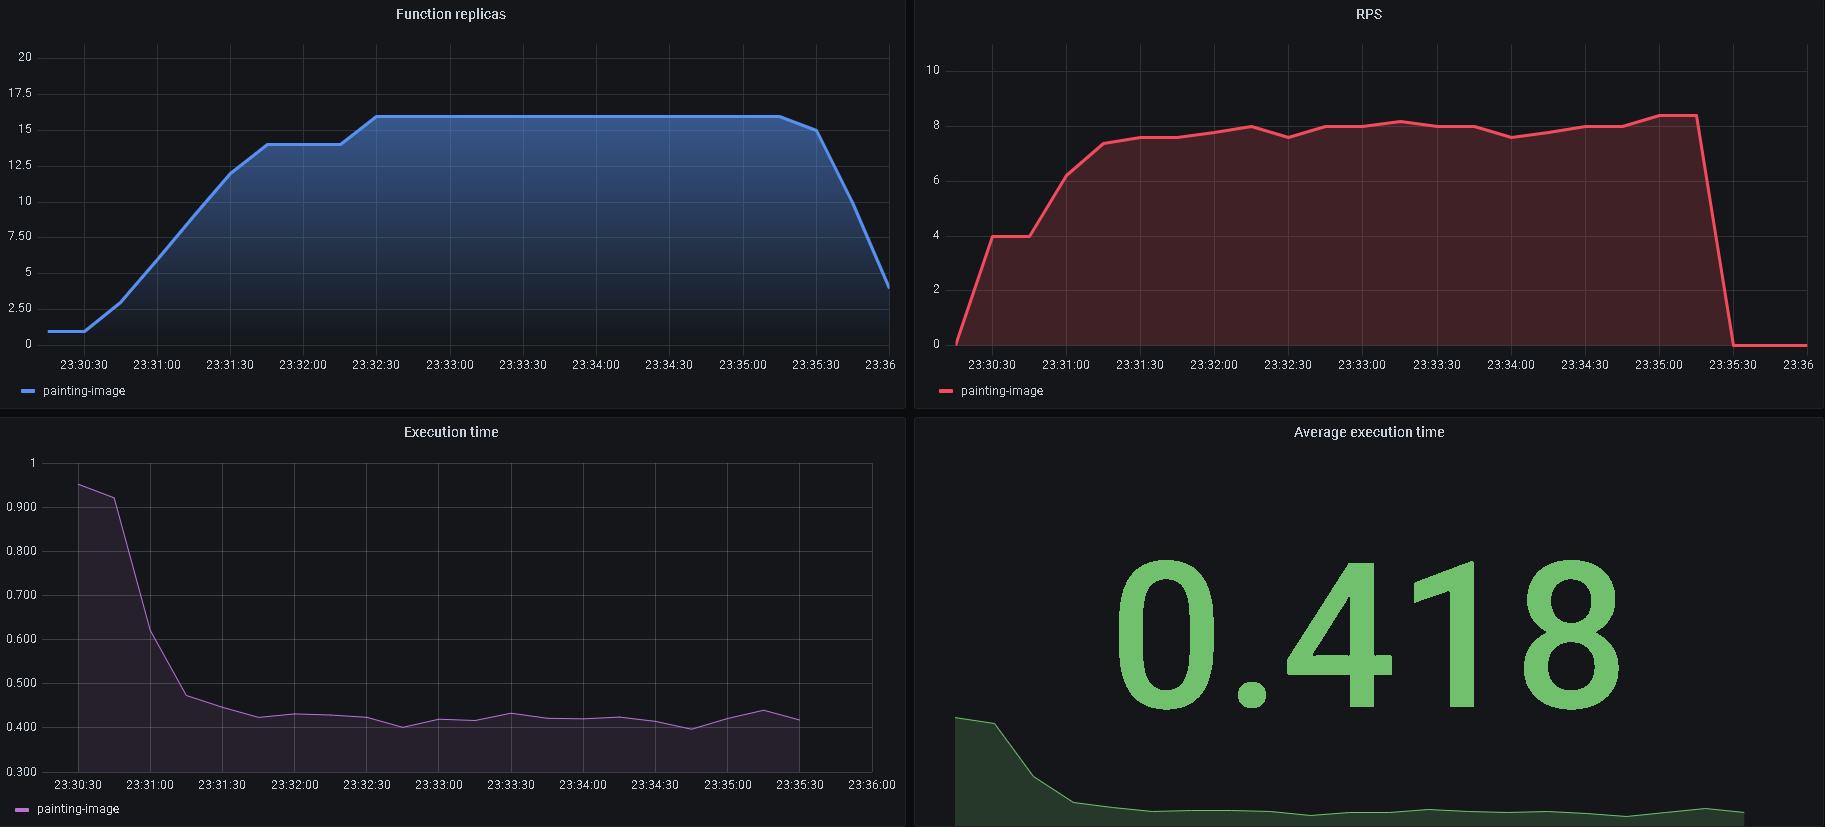 Function replicas
20
17.5
15
12.5
10
7.50
5
2.50
0
23:30:30 23:31:00 23:31:30 23:32:00 23:32:30 23:33:00 23:33:30 23:34:00 23:34:30 23:35:00 23:35:30 23:36
painting-image
RPS
10
8
6
4
2
0
23:30:30 23:31:00 23:31:30 23:32:00 23:32:30 23:33:00 23:33:30 23:34:00 23:34:30 23:35:00 23:35:30 23:36
painting-image
Execution time
1
0.900
0.800
0.700
0.600
0.500
0.400
0.300
23:30:30 23:31:00 23:31:30 23:32:00 23:32:30 23:33:00 23:33:30 23:34:00 23:34:30 23:35:00 23:35:30 23:36:00
painting-image
Average execution time
0.418